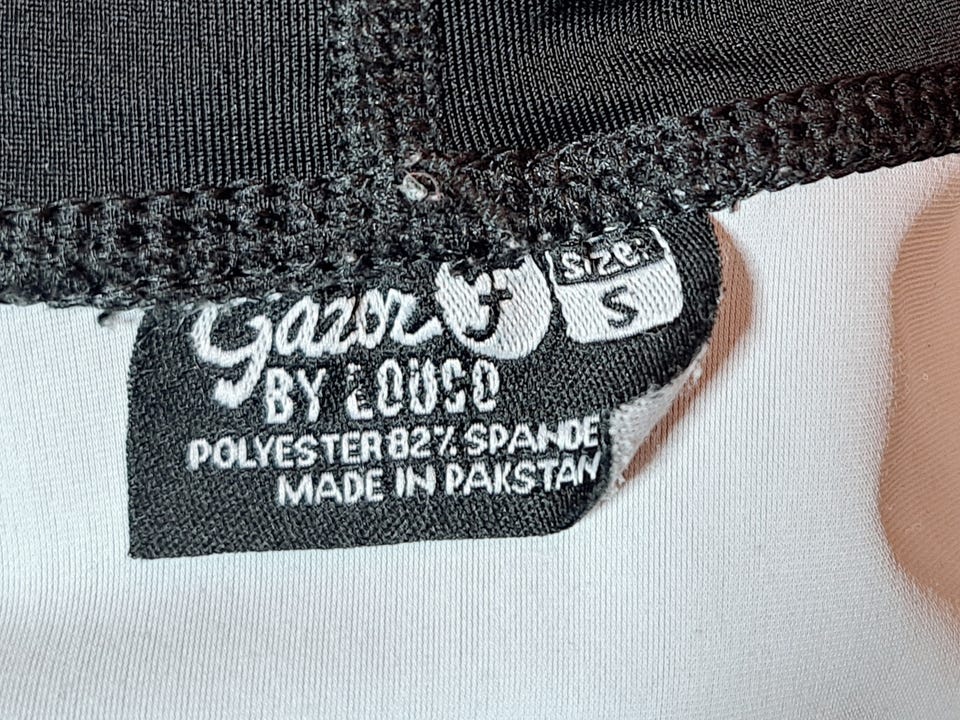 Gazor f Size:
S
BY LOUCO
POLYESTER 82% SPANDE
MADE IN PAKSTAN